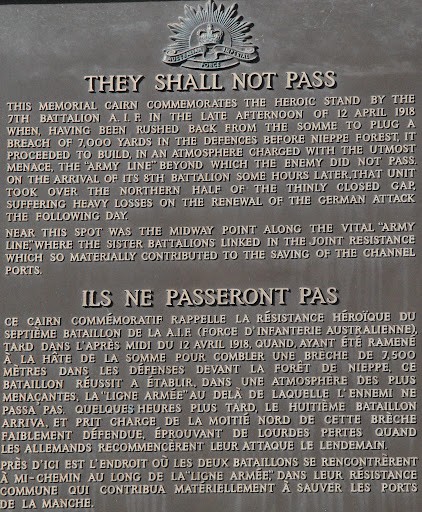 AUSTRALIAN IMPERIAL
FORCE
THEY SHALL NOT PASS
THIS MEMORIAL CAIRN COMMEMORATES THE HEROIC STAND BY THE
7TH BATTALION A. I. F. IN THE LATE AFTERNOON OF 12 APRIL 1918
WHEN, HAVING BEEN RUSHED BACK FROM THE SOMME TO PLUG A
BREACH OF 7,000 YARDS IN THE DEFENCES BEFORE NIEPPE FOREST, IT
PROCEEDED TO BUILD, IN AN ATMOSPHERE CHARGED WITH THE UTMOST
MENACE, THE "ARMY LINE" BEYOND WHICH THE ENEMY DID NOT PASS.
ON THE ARRIVAL OF ITS 8TH BATTALION SOME HOURS LATER, THAT UNIT
TOOK OVER THE NORTHERN HALF OF THE THINLY CLOSED GAP,
SUFFERING HEAVY LOSSES ON THE RENEWAL OF THE GERMAN ATTACK
THE FOLLOWING DAY.
NEAR THIS SPOT WAS THE MIDWAY POINT ALONG THE VITAL "ARMY
LINE", WHERE THE SISTER BATTALIONS LINKED IN THE JOINT RESISTANCE
WHICH SO MATERIALLY CONTRIBUTED TO THE SAVING OF THE CHANNEL
PORTS.
ILS NE PASSERONT PAS
CE CAIRN COMMÉMORATIF RAPPELLE LA RÉSISTANCE HÉROÏQUE DU
SEPTIÈME BATAILLON DE LA A.I.F. (FORCE D'INFANTERIE AUSTRALIENNE),
TARD DANS L'APRÈS MIDI DU 12 AVRIL 1918, QUAND, AYANT ÉTÉ RAMENÉ
À LA HÂTE DE LA SOMME POUR COMBLER UNE BRÈCHE DE 7,500
MÈTRES DANS LES DÉFENSES DEVANT LA FORÊT DE NIEPPE, CE
BATAILLON RÉUSSIT A ÉTABLIR, DANS UNE ATMOSPHÈRE DES PLUS
MENAÇANTES, LA "LIGNE ARMÉE" AU DELÀ DE LAQUELLE L'ENNEMI NE
PASSA PAS. QUELQUES HEURES PLUS TARD, LE HUITIÈME BATAILLON
ARRIVA, ET PRIT CHARGE DE LA MOITIÉ NORD DE CETTE BRÈCHE
FAIBLEMENT DÉFENDUE, ÉPROUVANT DE LOURDES PERTES QUAND
LES ALLEMANDS RECOMMENCÈRENT LEUR ATTAQUE LE LENDEMAIN.
PRÈS D'ICI EST L'ENDROIT OÙ LES DEUX BATAILLONS SE RENCONTRÈRENT
À MI-CHEMIN AU LONG DE LA "LIGNE ARMÉE", DANS LEUR RÉSISTANCE
COMMUNE QUI CONTRIBUA MATÉRIELLEMENT À SAUVER LES PORTS
DE LA MANCHE.